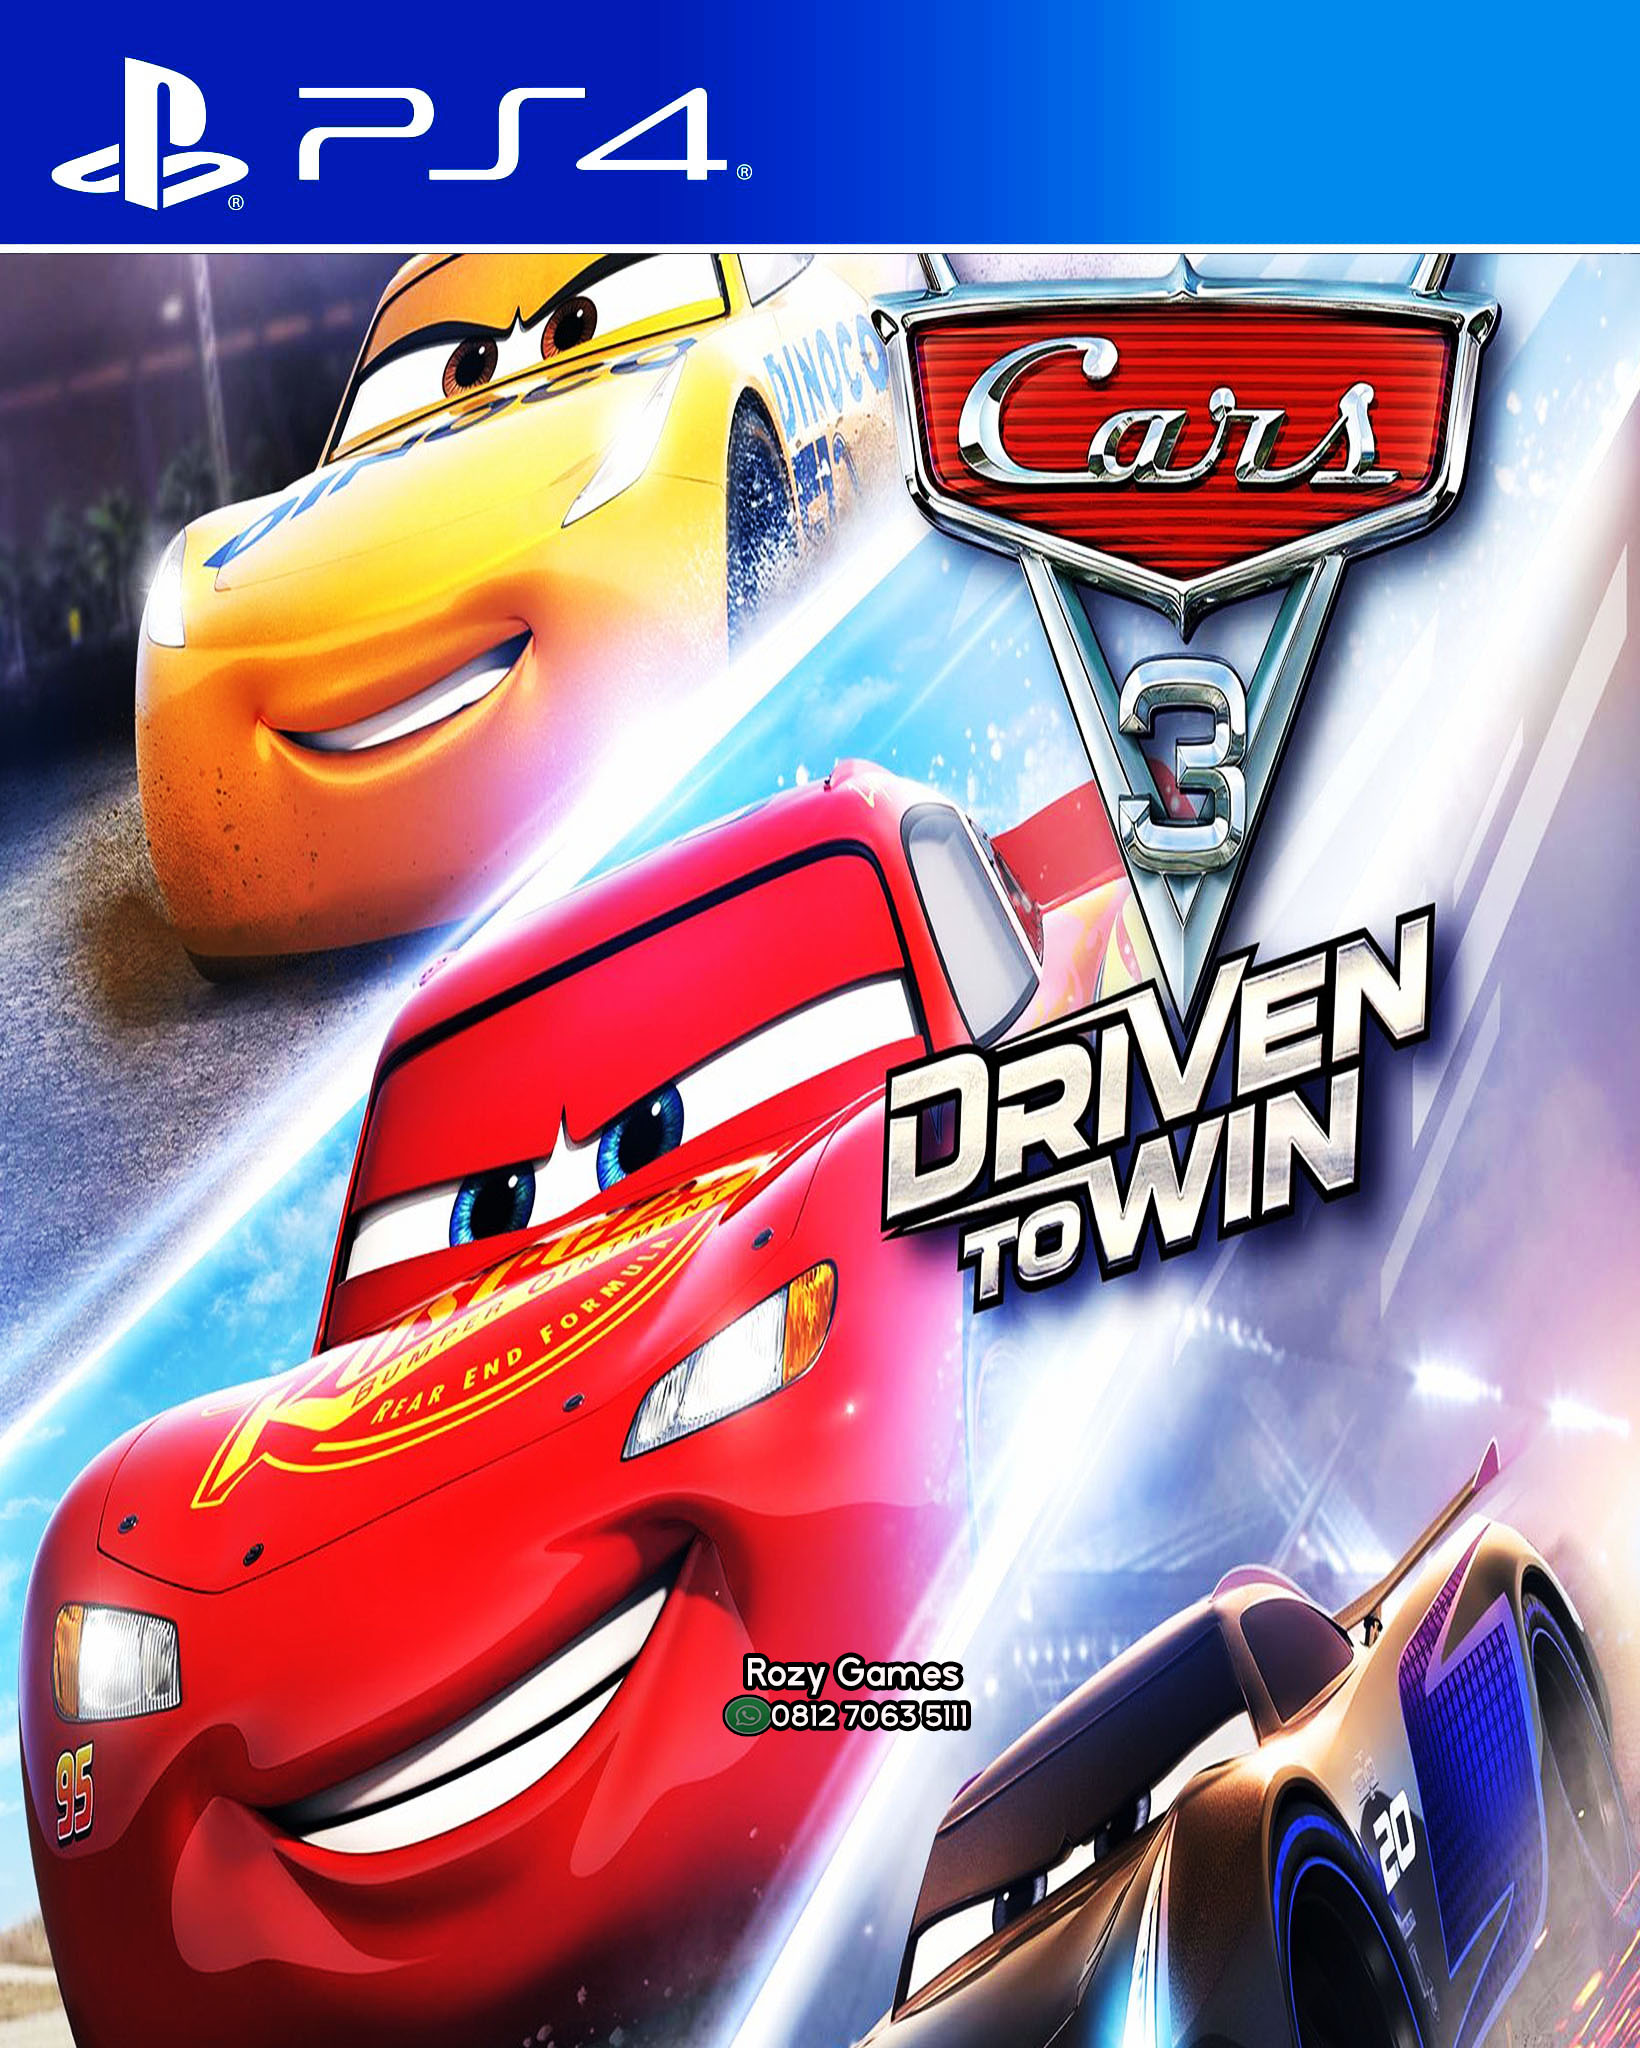 PS4®
®
DINOCO
DINOCO
Cars
3
DRIVEN
TO WIN
RUST-EZE
BUMPER OINTMENT
REAR END FORMULA
95
Rozy Games
0812 7063 5111
20